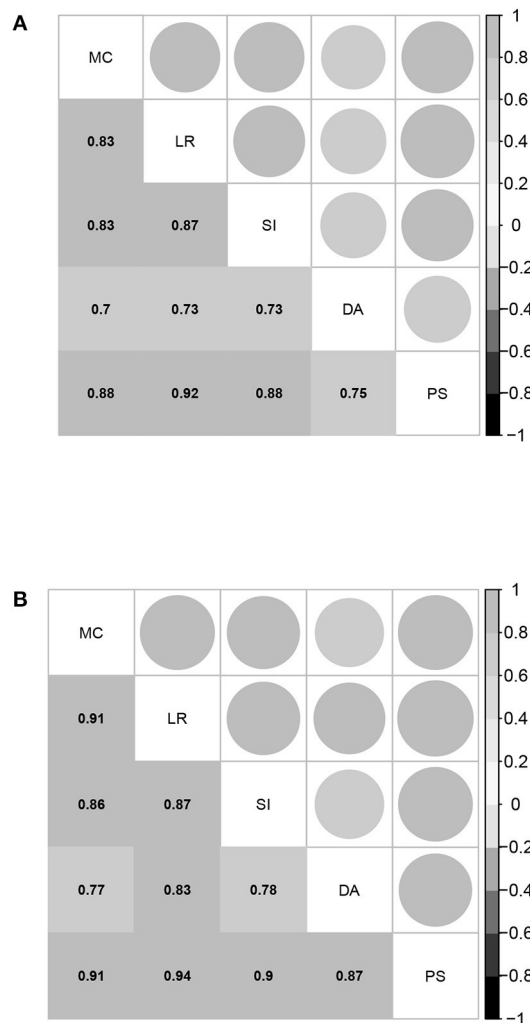 A
MC
0.83 LR
0.83 0.87 SI
0.7 0.73 0.73 DA
0.88 0.92 0.88 0.75 PS
1
0.8
0.6
0.4
0.2
0
−0.2
−0.4
−0.6
−0.8
−1
B
MC
0.91 LR
0.86 0.87 SI
0.77 0.83 0.78 DA
0.91 0.94 0.9 0.87 PS
1
0.8
0.6
0.4
0.2
0
−0.2
−0.4
−0.6
−0.8
−1